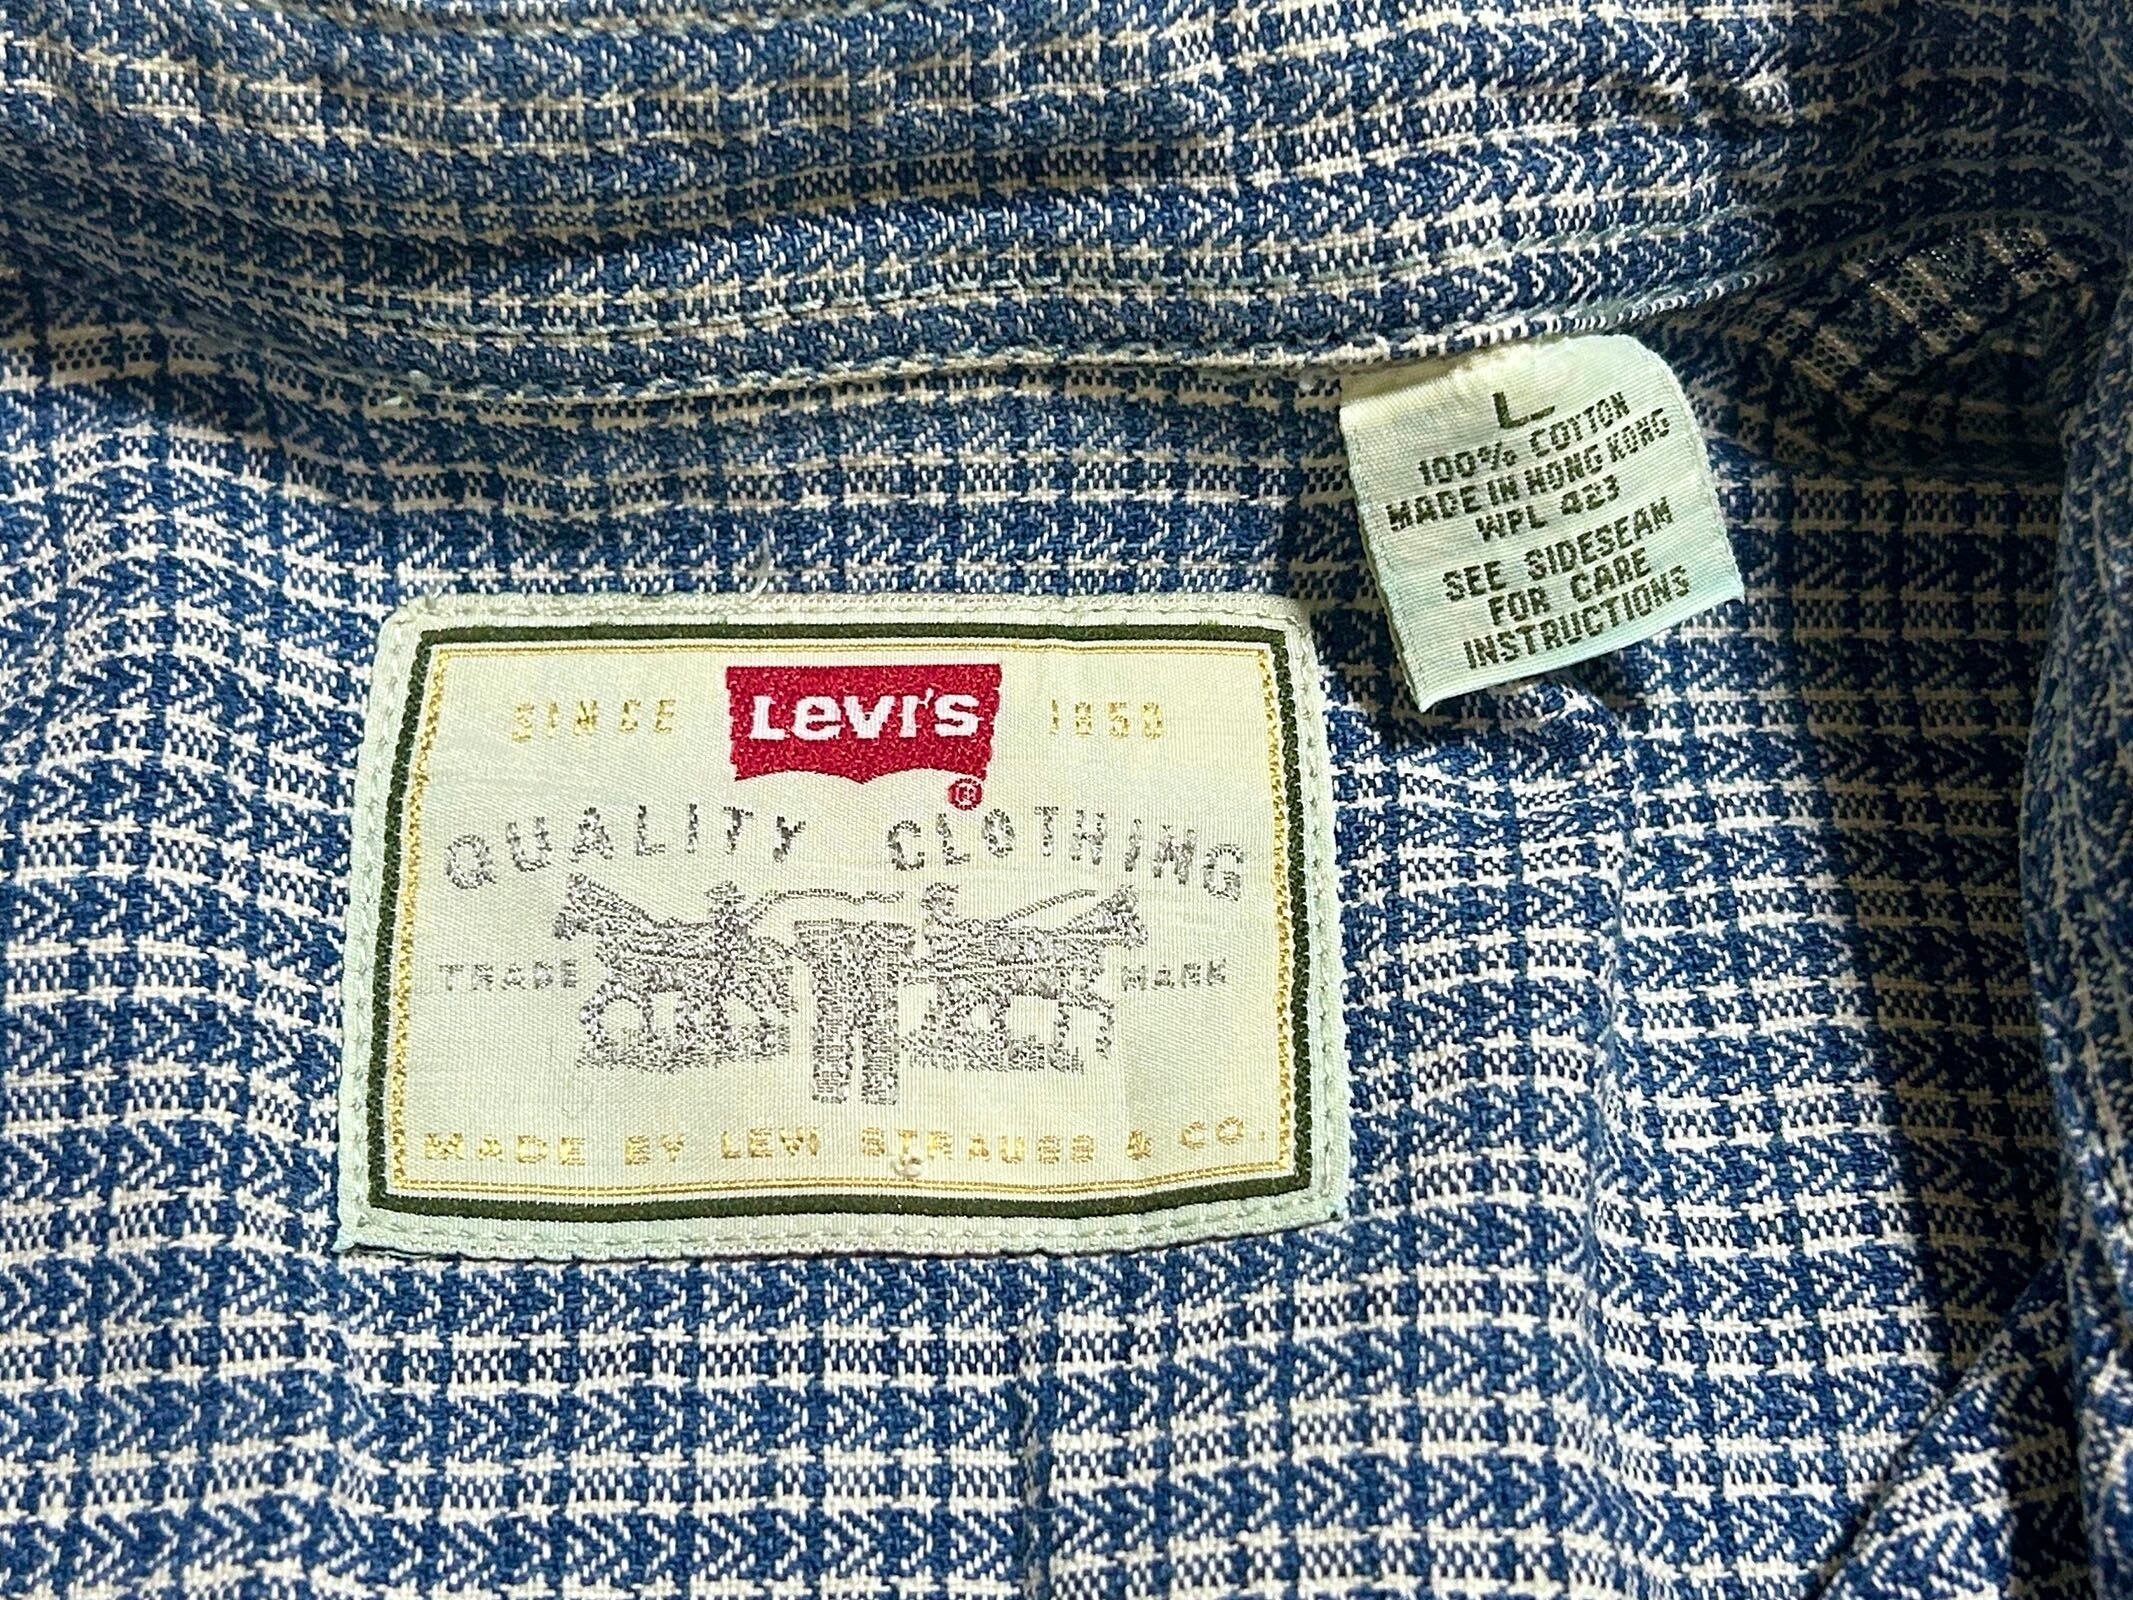 L
100% COTTON
MADE IN HONG KONG
WPL 423
SEE SIDESEAM
FOR CARE
INSTRUCTIONS
SINCE Levi's 1850
®
QUALITY CLOTHING
TRADE MARK
MADE BY LEVI STRAUSS & CO.